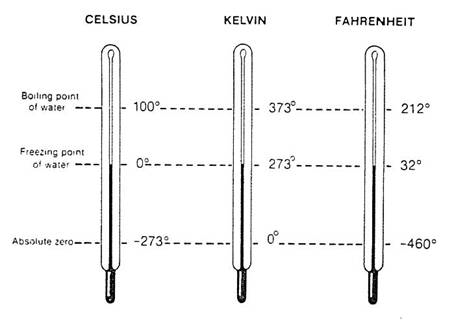 CELSIUS KELVIN FAHRENHEIT
Boiling point
of water 100° 373° 212°
Freezing point
of water 0° 273° 32°
Absolute zero -273° 0° -460°